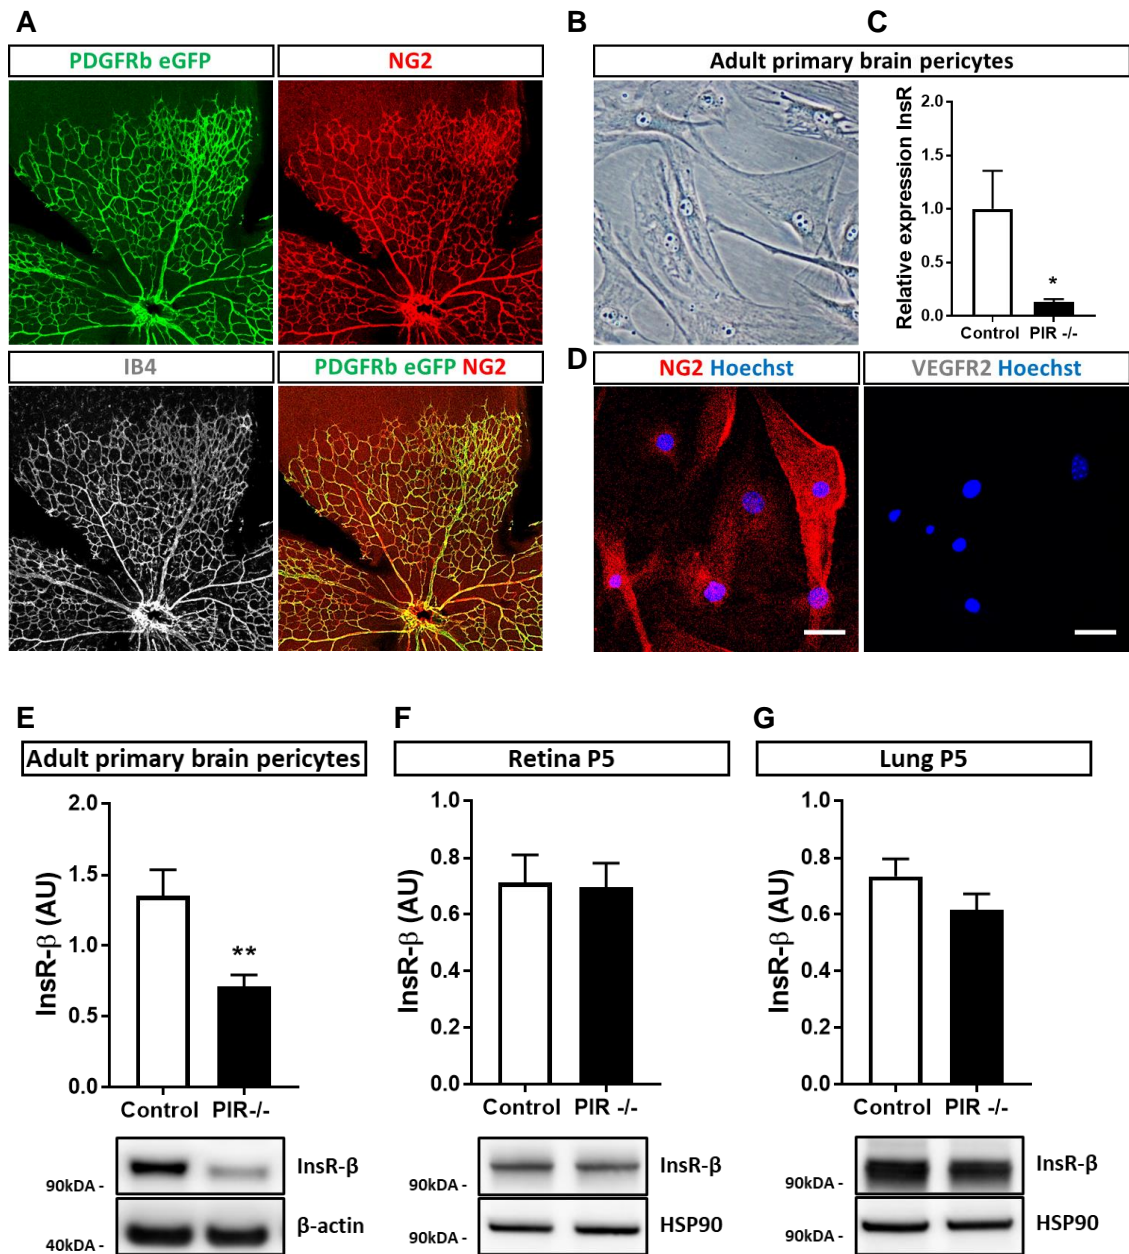 A
B
C
PDGFRb eGFP
NG2
Adult primary brain pericytes
Relative expression InsR
2.0
1.5
1.0
0.5
0.0
*
Control
PIR -/-
IB4
PDGFRb eGFP NG2
D
NG2 Hoechst
VEGFR2 Hoechst
E
F
G
Adult primary brain pericytes
Retina P5
Lung P5
InsR-β (AU)
2.0
1.5
1.0
0.5
0.0
**
Control
PIR-/-
InsR-β
90kDA -
β-actin
40kDA -
InsR-β (AU)
1.0
0.8
0.6
0.4
0.2
0.0
Control
PIR -/-
InsR-β
90kDA -
HSP90
90kDA -
InsR-β (AU)
1.0
0.8
0.6
0.4
0.2
0.0
Control
PIR -/-
InsR-β
90kDA -
HSP90
90kDA -